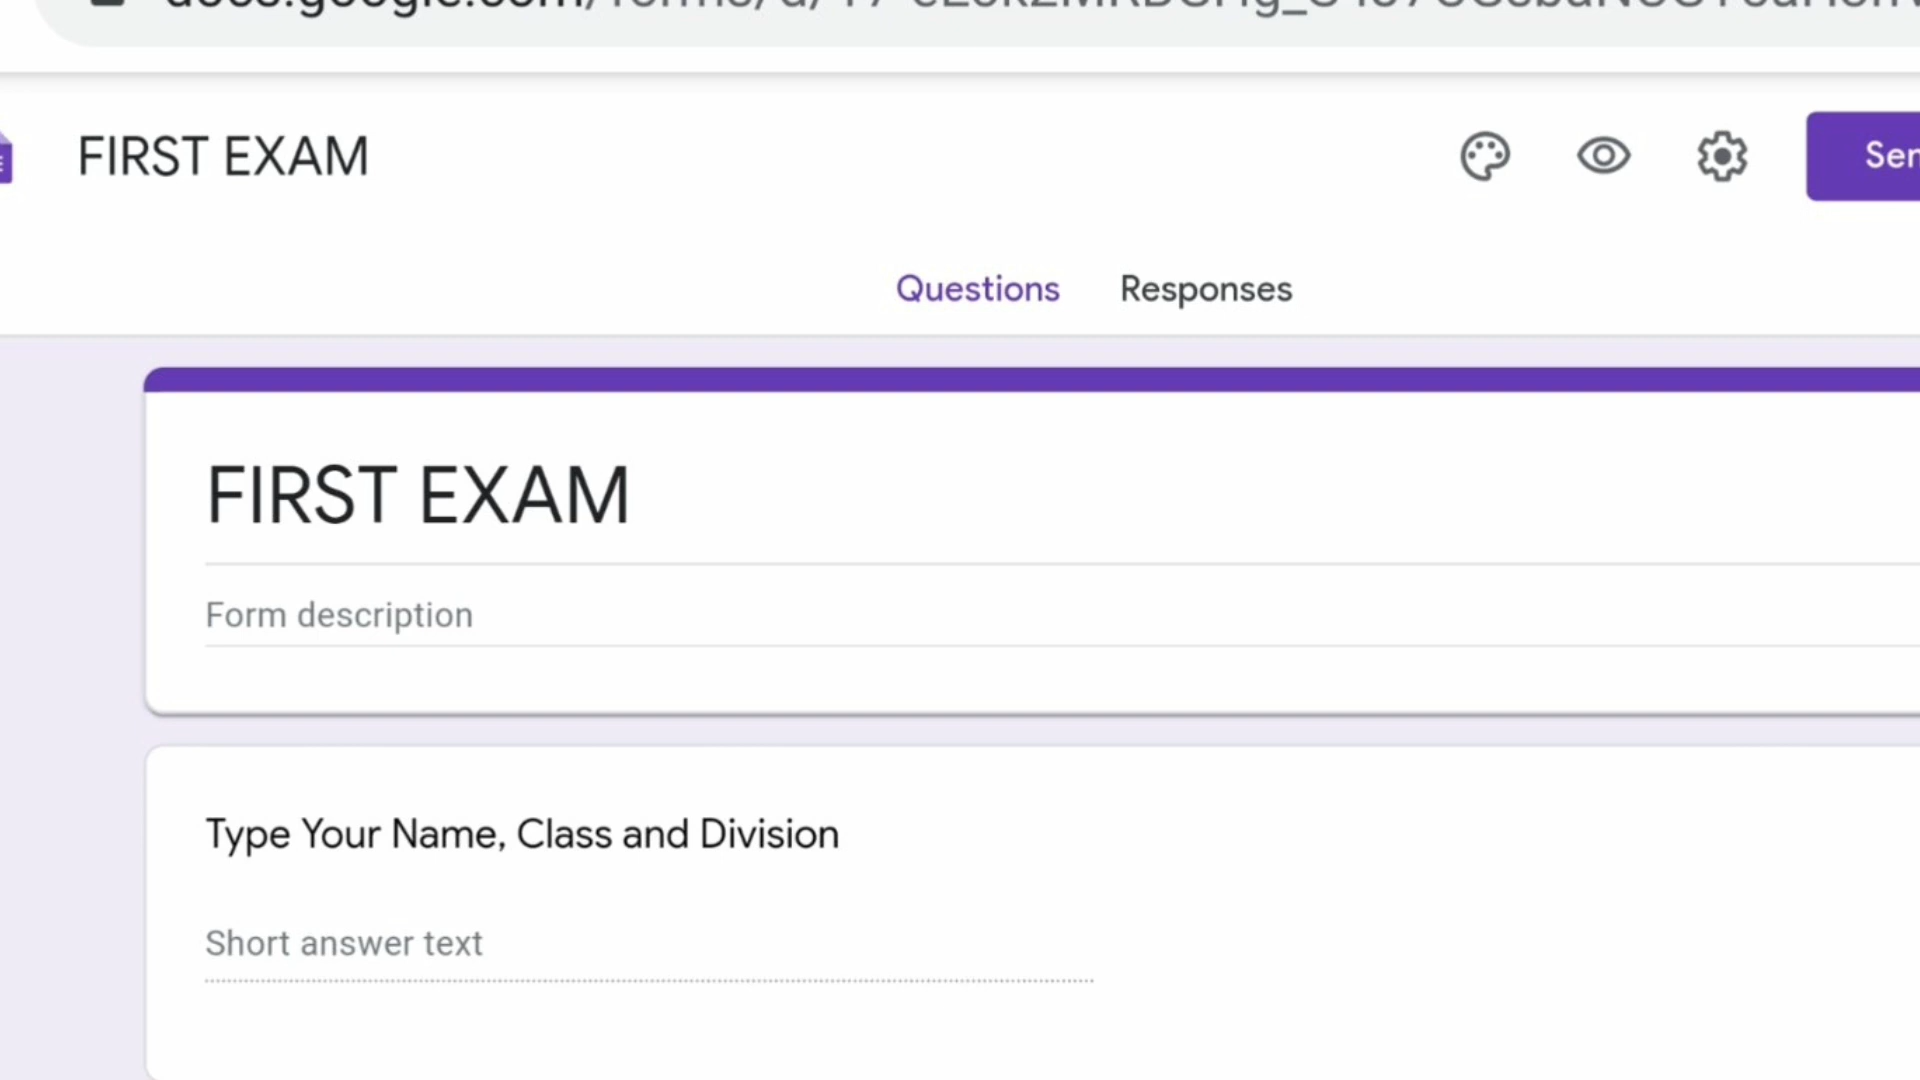 FIRST EXAM
Questions Responses
FIRST EXAM
Form description
Type Your Name, Class and Division
Short answer text